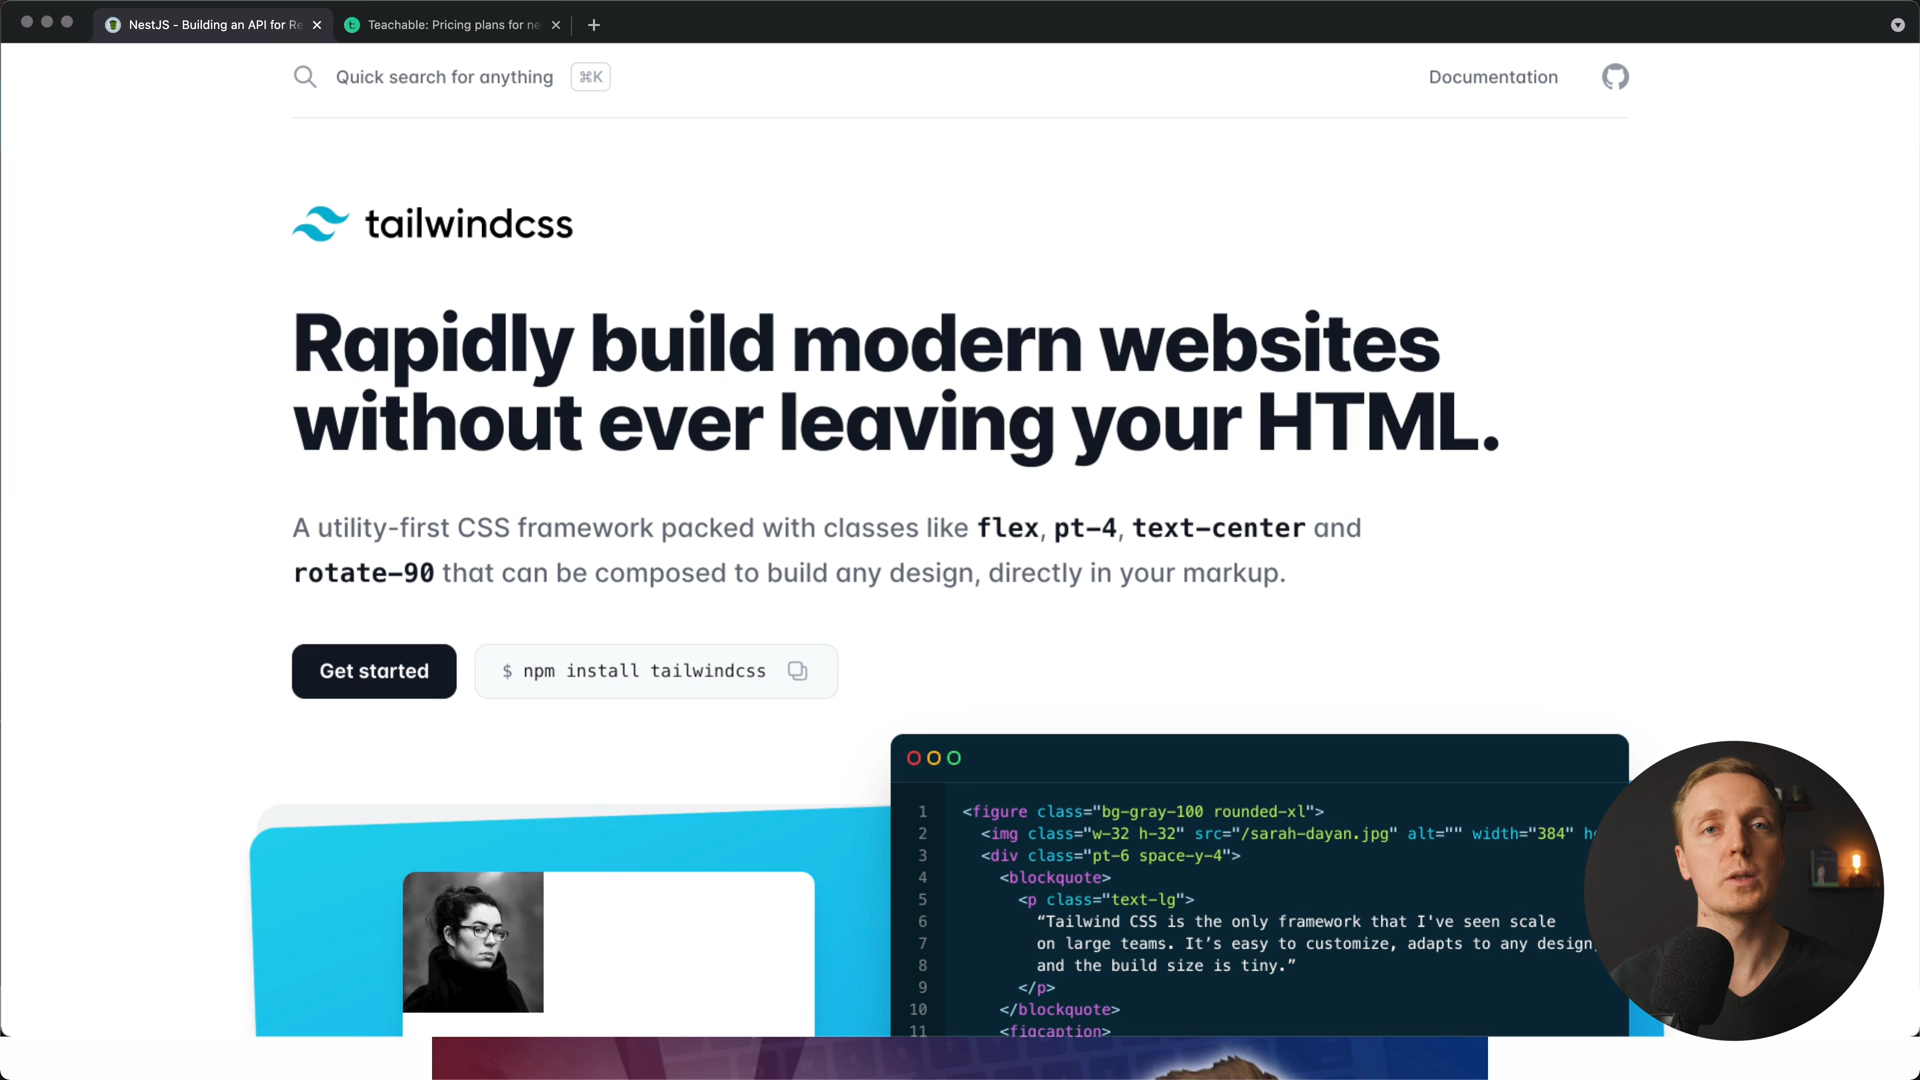 NestJS - Building an API for Re
Teachable: Pricing plans for ne
Quick search for anything ⌘K
Documentation
tailwindcss
Rapidly build modern websites
without ever leaving your HTML.
A utility-first CSS framework packed with classes like flex, pt-4, text-center and
rotate-90 that can be composed to build any design, directly in your markup.
Get started
$ npm install tailwindcss
1 <figure class="bg-gray-100 rounded-xl">
2 <img class="w-32 h-32" src="/sarah-dayan.jpg" alt="" width="384" he
3 <div class="pt-6 space-y-4">
4 <blockquote>
5 <p class="text-lg">
6 “Tailwind CSS is the only framework that I've seen scale
7 on large teams. It’s easy to customize, adapts to any design,
8 and the build size is tiny.”
9 </p>
10 </blockquote>
11 <figcaption>